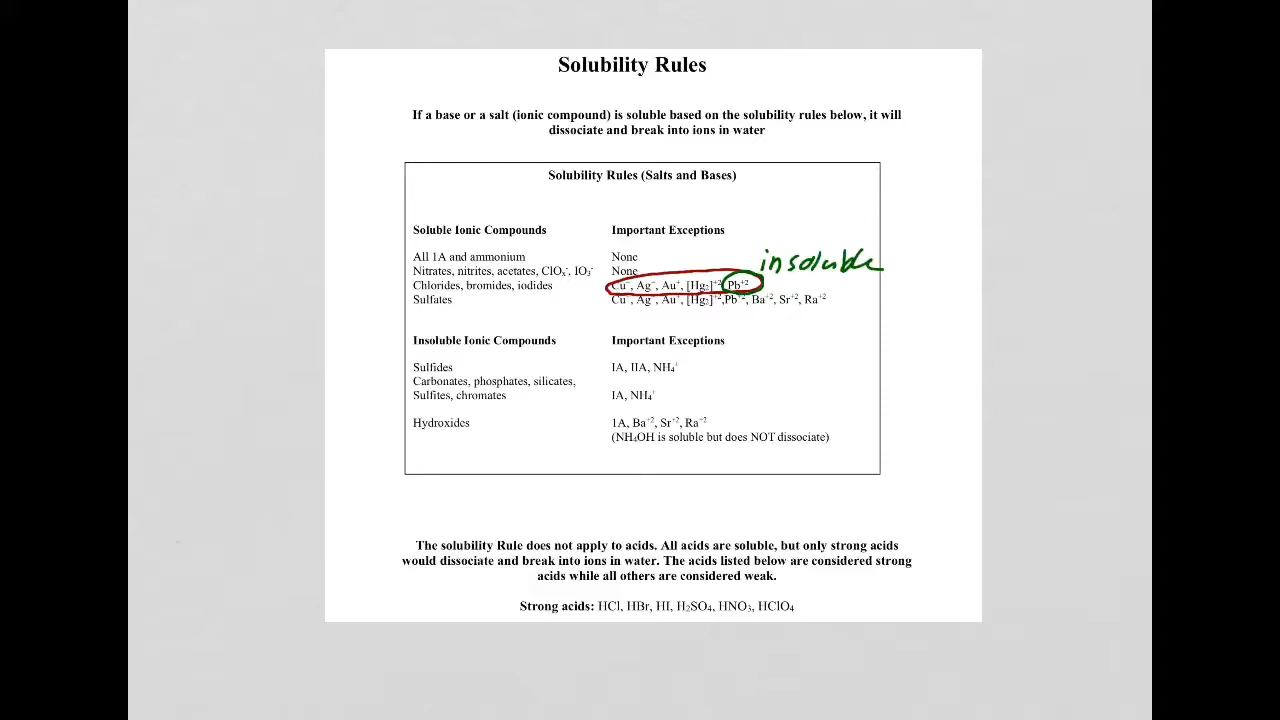 Solubility Rules
If a base or a salt (ionic compound) is soluble based on the solubility rules below, it will
dissociate and break into ions in water
Solubility Rules (Salts and Bases)
Soluble Ionic Compounds Important Exceptions
All 1A and ammonium None
Nitrates, nitrites, acetates, ClOₓ⁻, IO₃⁻ None
insoluble
Chlorides, bromides, iodides Cu⁺, Ag⁺, Au⁺, [Hg₂]⁺², Pb⁺²
Sulfates Cu⁺, Ag⁺, Au⁺, [Hg₂]⁺²,Pb⁺², Ba⁺², Sr⁺², Ra⁺²
Insoluble Ionic Compounds Important Exceptions
Sulfides IA, IIA, NH₄⁺
Carbonates, phosphates, silicates,
Sulfites, chromates IA, NH₄⁺
Hydroxides 1A, Ba⁺², Sr⁺², Ra⁺²
(NH₄OH is soluble but does NOT dissociate)
The solubility Rule does not apply to acids. All acids are soluble, but only strong acids
would dissociate and break into ions in water. The acids listed below are considered strong
acids while all others are considered weak.
Strong acids: HCl, HBr, HI, H₂SO₄, HNO₃, HClO₄